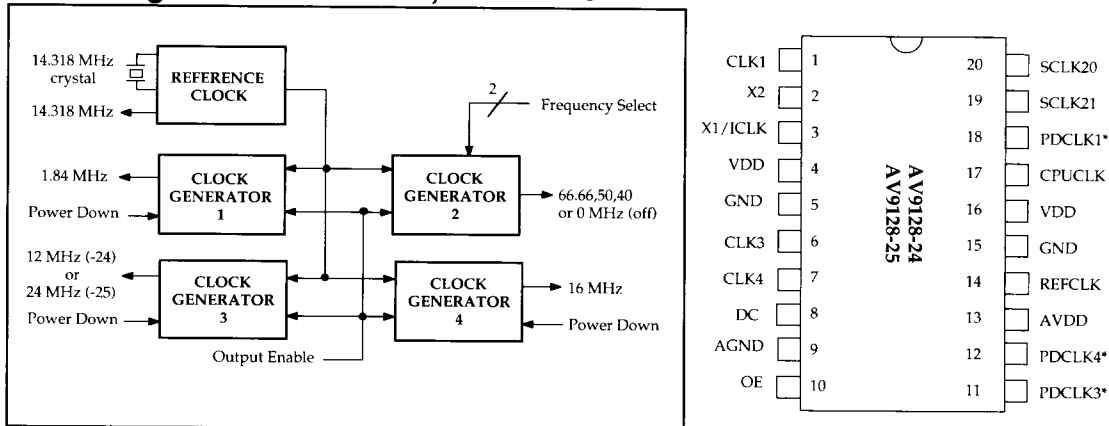 14.318 MHz
crystal
14.318 MHz
REFERENCE
CLOCK
2
Frequency Select
1.84 MHz
Power Down
CLOCK
GENERATOR
1
CLOCK
GENERATOR
2
66.66,50,40
or 0 MHz (off)
12 MHz (-24)
or
24 MHz (-25)
Power Down
CLOCK
GENERATOR
3
CLOCK
GENERATOR
4
16 MHz
Power Down
Output Enable
CLK1 1
X2 2
X1/ICLK 3
VDD 4
GND 5
CLK3 6
CLK4 7
DC 8
AGND 9
OE 10
AV9128-24
AV9128-25
20 SCLK20
19 SCLK21
18 PDCLK1*
17 CPUCLK
16 VDD
15 GND
14 REFCLK
13 AVDD
12 PDCLK4*
11 PDCLK3*